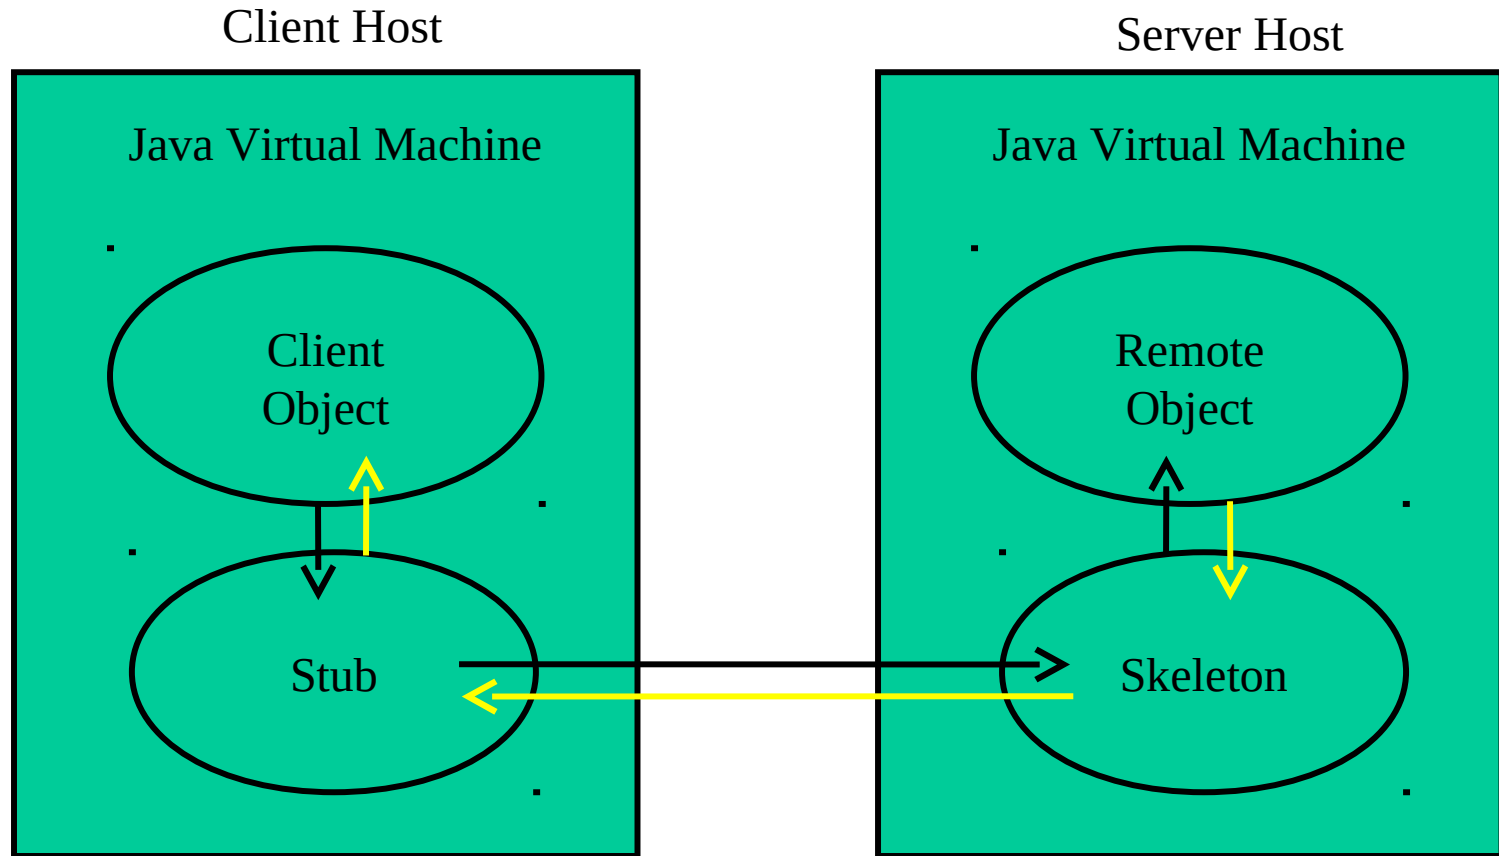 Client Host
Server Host
Java Virtual Machine
Java Virtual Machine
Client
Object
Remote
Object
Stub
Skeleton